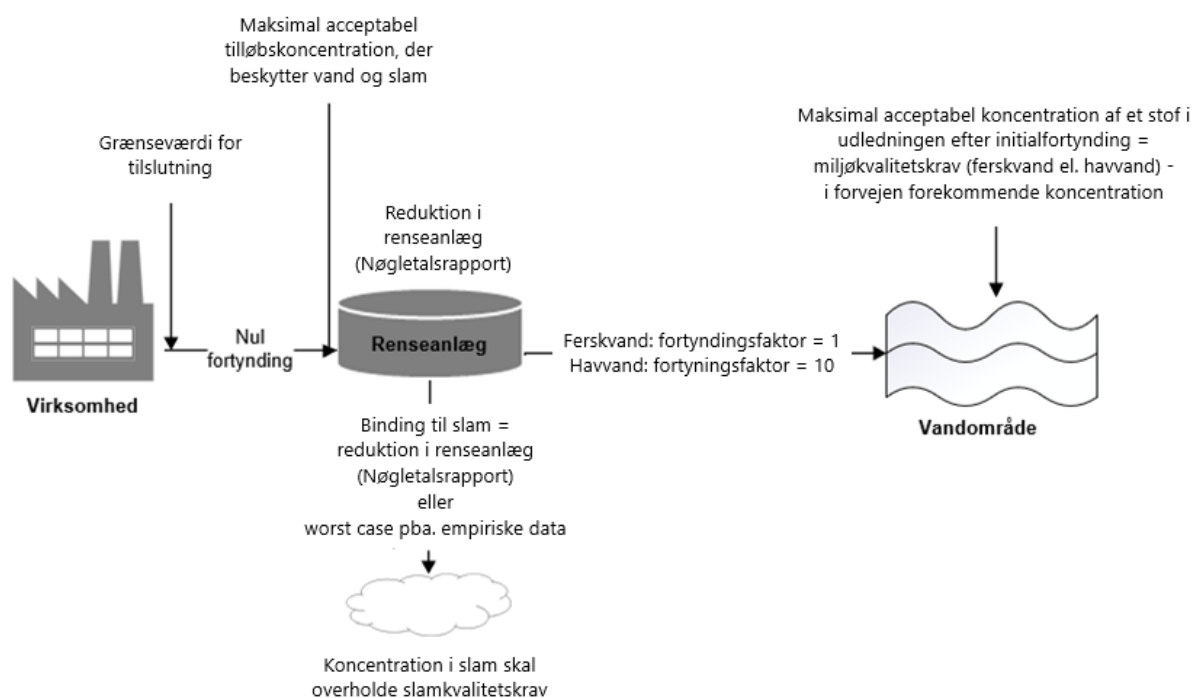 Maksimal acceptabel
tilløbskoncentration, der
beskytter vand og slam
Grænseværdi for
tilslutning
Maksimal acceptabel koncentration af et stof i
udledningen efter initialfortynding =
miljøkvalitetskrav (ferskvand el. havvand) -
i forvejen forekommende koncentration
Reduktion i
renseanlæg
(Nøgletalsrapport)
Nul
fortynding
Renseanlæg
Ferskvand: fortyndingsfaktor = 1
Havvand: fortyningsfaktor = 10
Virksomhed
Vandområde
Binding til slam =
reduktion i renseanlæg
(Nøgletalsrapport)
eller
worst case pba. empiriske data
Koncentration i slam skal
overholde slamkvalitetskrav